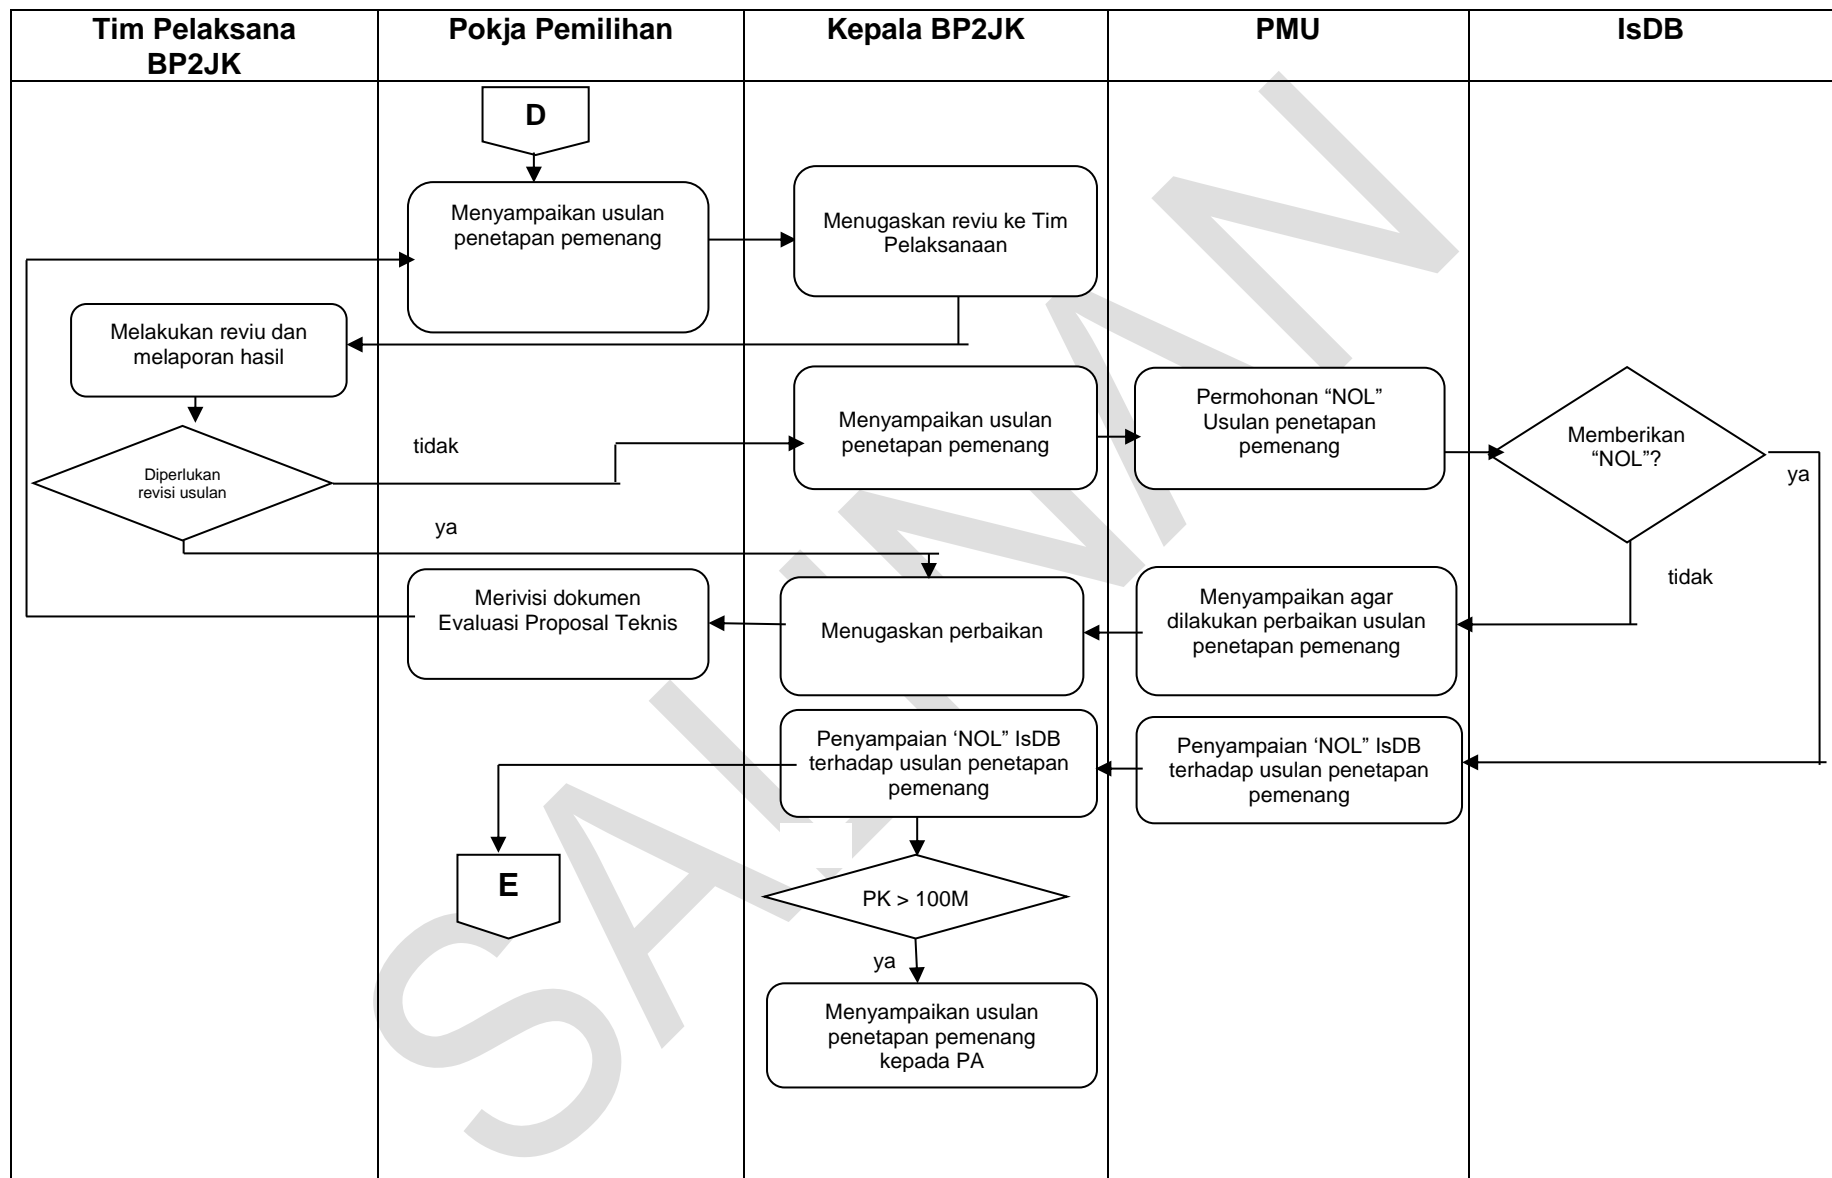 Tim Pelaksana
BP2JK
Pokja Pemilihan
Kepala BP2JK
PMU
IsDB
D
Menyampaikan usulan
penetapan pemenang
Menugaskan reviu ke Tim
Pelaksanaan
Melakukan reviu dan
melaporan hasil
Diperlukan
revisi usulan
tidak
ya
Menyampaikan usulan
penetapan pemenang
Permohonan “NOL”
Usulan penetapan
pemenang
Memberikan
“NOL”?
ya
tidak
Merivisi dokumen
Evaluasi Proposal Teknis
Menugaskan perbaikan
Menyampaikan agar
dilakukan perbaikan usulan
penetapan pemenang
Penyampaian ‘NOL” IsDB
terhadap usulan penetapan
pemenang
Penyampaian ‘NOL” IsDB
terhadap usulan penetapan
pemenang
E
PK > 100M
ya
Menyampaikan usulan
penetapan pemenang
kepada PA
SALINAN